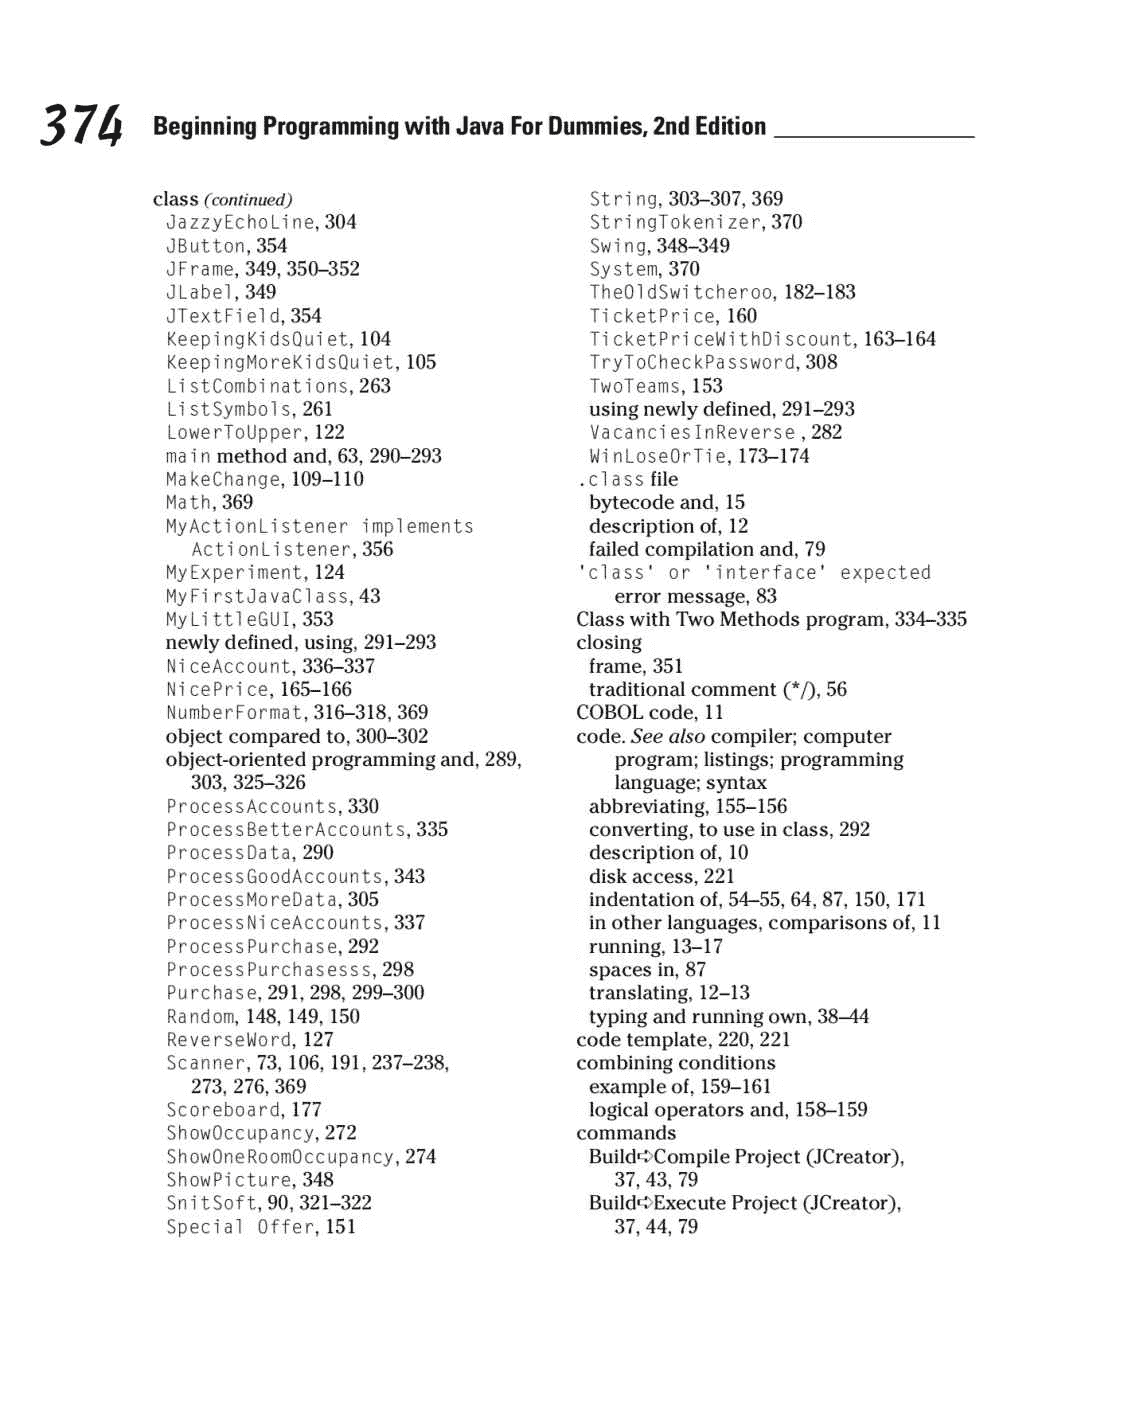 374 Beginning Programming with Java For Dummies, 2nd Edition
class (continued)
JazzyEchoLine, 304
JButton, 354
JFrame, 349, 350–352
JLabel, 349
JTextField, 354
KeepingKidsQuiet, 104
KeepingMoreKidsQuiet, 105
ListCombinations, 263
ListSymbols, 261
LowerToUpper, 122
main method and, 63, 290–293
MakeChange, 109–110
Math, 369
MyActionListener implements
ActionListener, 356
MyExperiment, 124
MyFirstJavaClass, 43
MyLittleGUI, 353
newly defined, using, 291–293
NiceAccount, 336–337
NicePrice, 165–166
NumberFormat, 316–318, 369
object compared to, 300–302
object-oriented programming and, 289,
303, 325–326
ProcessAccounts, 330
ProcessBetterAccounts, 335
ProcessData, 290
ProcessGoodAccounts, 343
ProcessMoreData, 305
ProcessNiceAccounts, 337
ProcessPurchase, 292
ProcessPurchasesss, 298
Purchase, 291, 298, 299–300
Random, 148, 149, 150
ReverseWord, 127
Scanner, 73, 106, 191, 237–238,
273, 276, 369
Scoreboard, 177
ShowOccupancy, 272
ShowOneRoomOccupancy, 274
ShowPicture, 348
SnitSoft, 90, 321–322
Special Offer, 151
String, 303–307, 369
StringTokenizer, 370
Swing, 348–349
System, 370
TheOldSwitcheroo, 182–183
TicketPrice, 160
TicketPriceWithDiscount, 163–164
TryToCheckPassword, 308
TwoTeams, 153
using newly defined, 291–293
VacanciesInReverse , 282
WinLoseOrTie, 173–174
.class file
bytecode and, 15
description of, 12
failed compilation and, 79
'class' or 'interface' expected
error message, 83
Class with Two Methods program, 334–335
closing
frame, 351
traditional comment (*/), 56
COBOL code, 11
code. See also compiler; computer
program; listings; programming
language; syntax
abbreviating, 155–156
converting, to use in class, 292
description of, 10
disk access, 221
indentation of, 54–55, 64, 87, 150, 171
in other languages, comparisons of, 11
running, 13–17
spaces in, 87
translating, 12–13
typing and running own, 38–44
code template, 220, 221
combining conditions
example of, 159–161
logical operators and, 158–159
commands
Build➪Compile Project (JCreator),
37, 43, 79
Build➪Execute Project (JCreator),
37, 44, 79